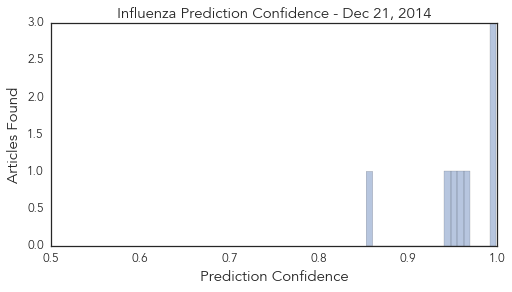 Influenza Prediction Confidence - Dec 21, 2014
Articles Found
3.0
2.5
2.0
1.5
1.0
0.5
0.0
0.5 0.6 0.7 0.8 0.9 1.0
Prediction Confidence